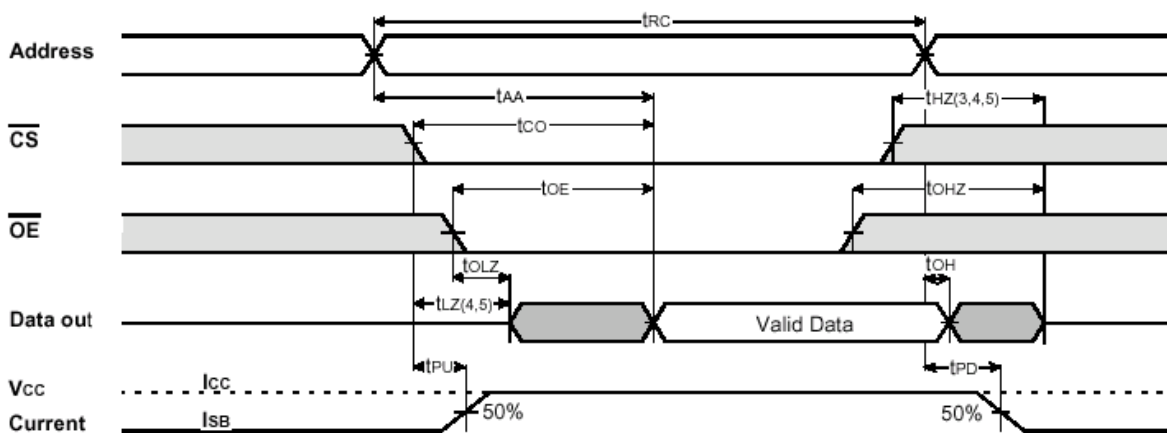 tRC
Address
tAA
tHZ(3,4,5)
tCO
CS
tOE
tOHZ
OE
tOLZ
tOH
tLZ(4,5)
Data out
Valid Data
tPU
tPD
VCC
ICC
50%
50%
Current
ISB